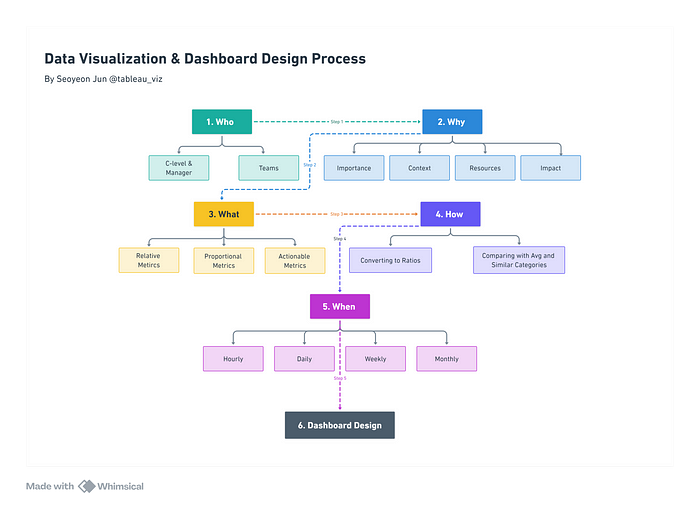 Data Visualization & Dashboard Design Process
By Seoyeon Jun @tableau_viz
1. Who
Step 1
2. Why
C-level &
Manager
Teams
Step 2
Importance
Context
Resources
Impact
3. What
Step 3
4. How
Relative
Metircs
Proportional
Metrics
Actionable
Metrics
Step 4
Converting to Ratios
Comparing with Avg and
Similar Categories
5. When
Hourly
Daily
Weekly
Monthly
Step 5
6. Dashboard Design
Made with Whimsical